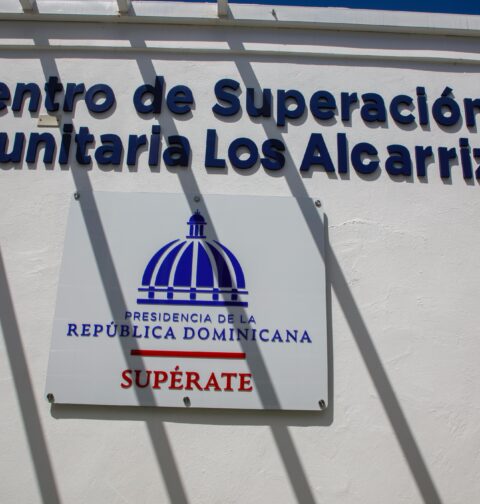 entro de Superación
unitaria Los Alcarriz
PRESIDENCIA DE LA
REPÚBLICA DOMINICANA
SUPÉRATE